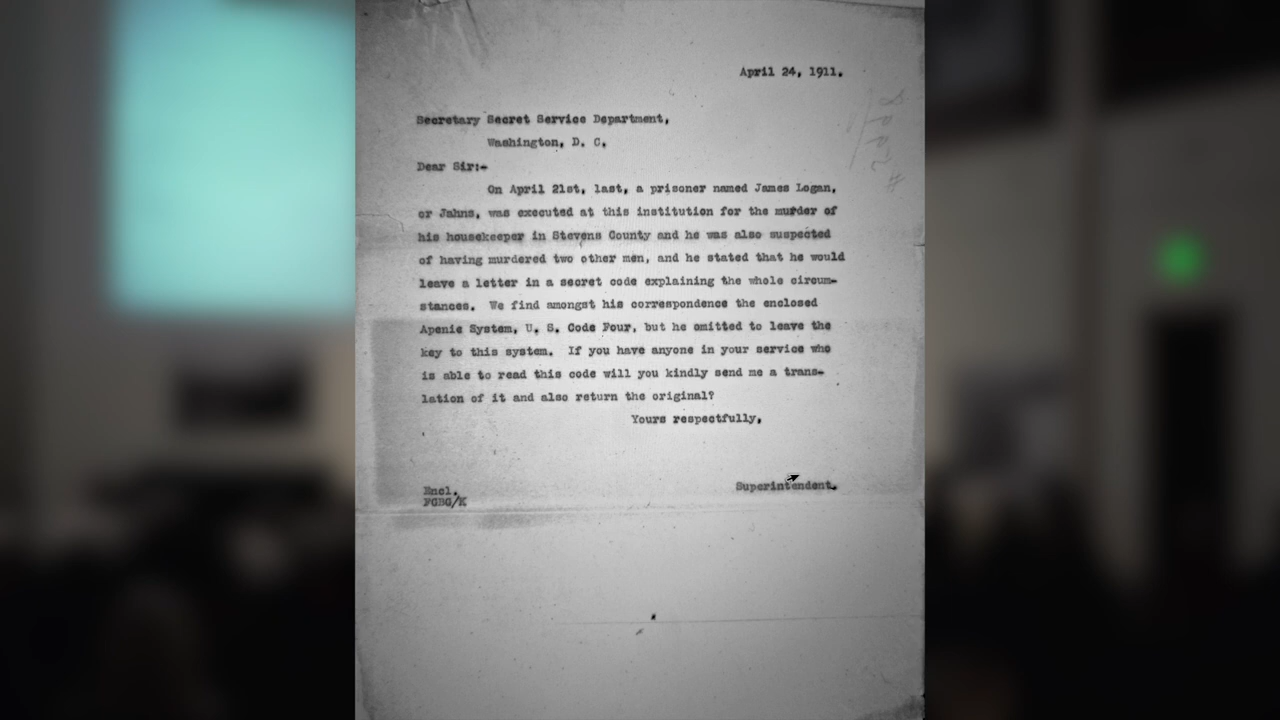 April 24, 1911.
Secretary Secret Service Department,
Washington, D. C.
Dear Sir:-
On April 21st, last, a prisoner named James Logan,
or Jahns, was executed at this institution for the murder of
his housekeeper in Stevens County and he was also suspected
of having murdered two other men, and he stated that he would
leave a letter in a secret code explaining the whole circum-
stances. We find amongst his correspondence the enclosed
Apenie System, U. S. Code Four, but he omitted to leave the
key to this system. If you have anyone in your service who
is able to read this code will you kindly send me a trans-
lation of it and also return the original?
Yours respectfully,
Superintendent.
Encl.
FGBG/K